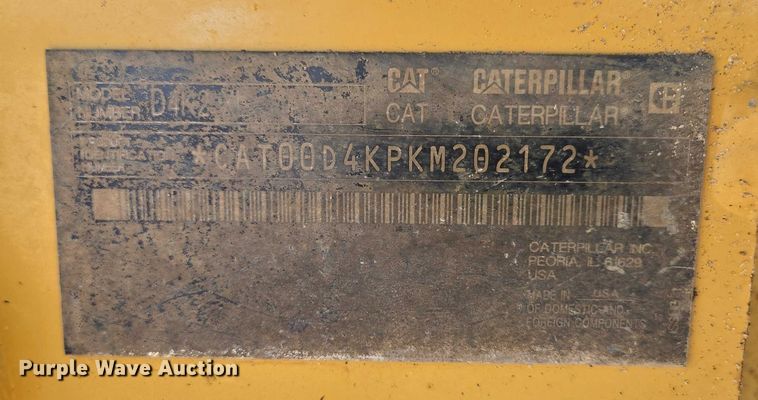 CAT CATERPILLAR®
MODEL
NUMBER D4K2
CAT CATERPILLAR®
*CAT00D4KPKM202172*
CATERPILLAR INC.
PEORIA, IL 61629
USA
MADE IN U.S.A.
OF DOMESTIC AND
FOREIGN COMPONENTS
Purple Wave Auction®